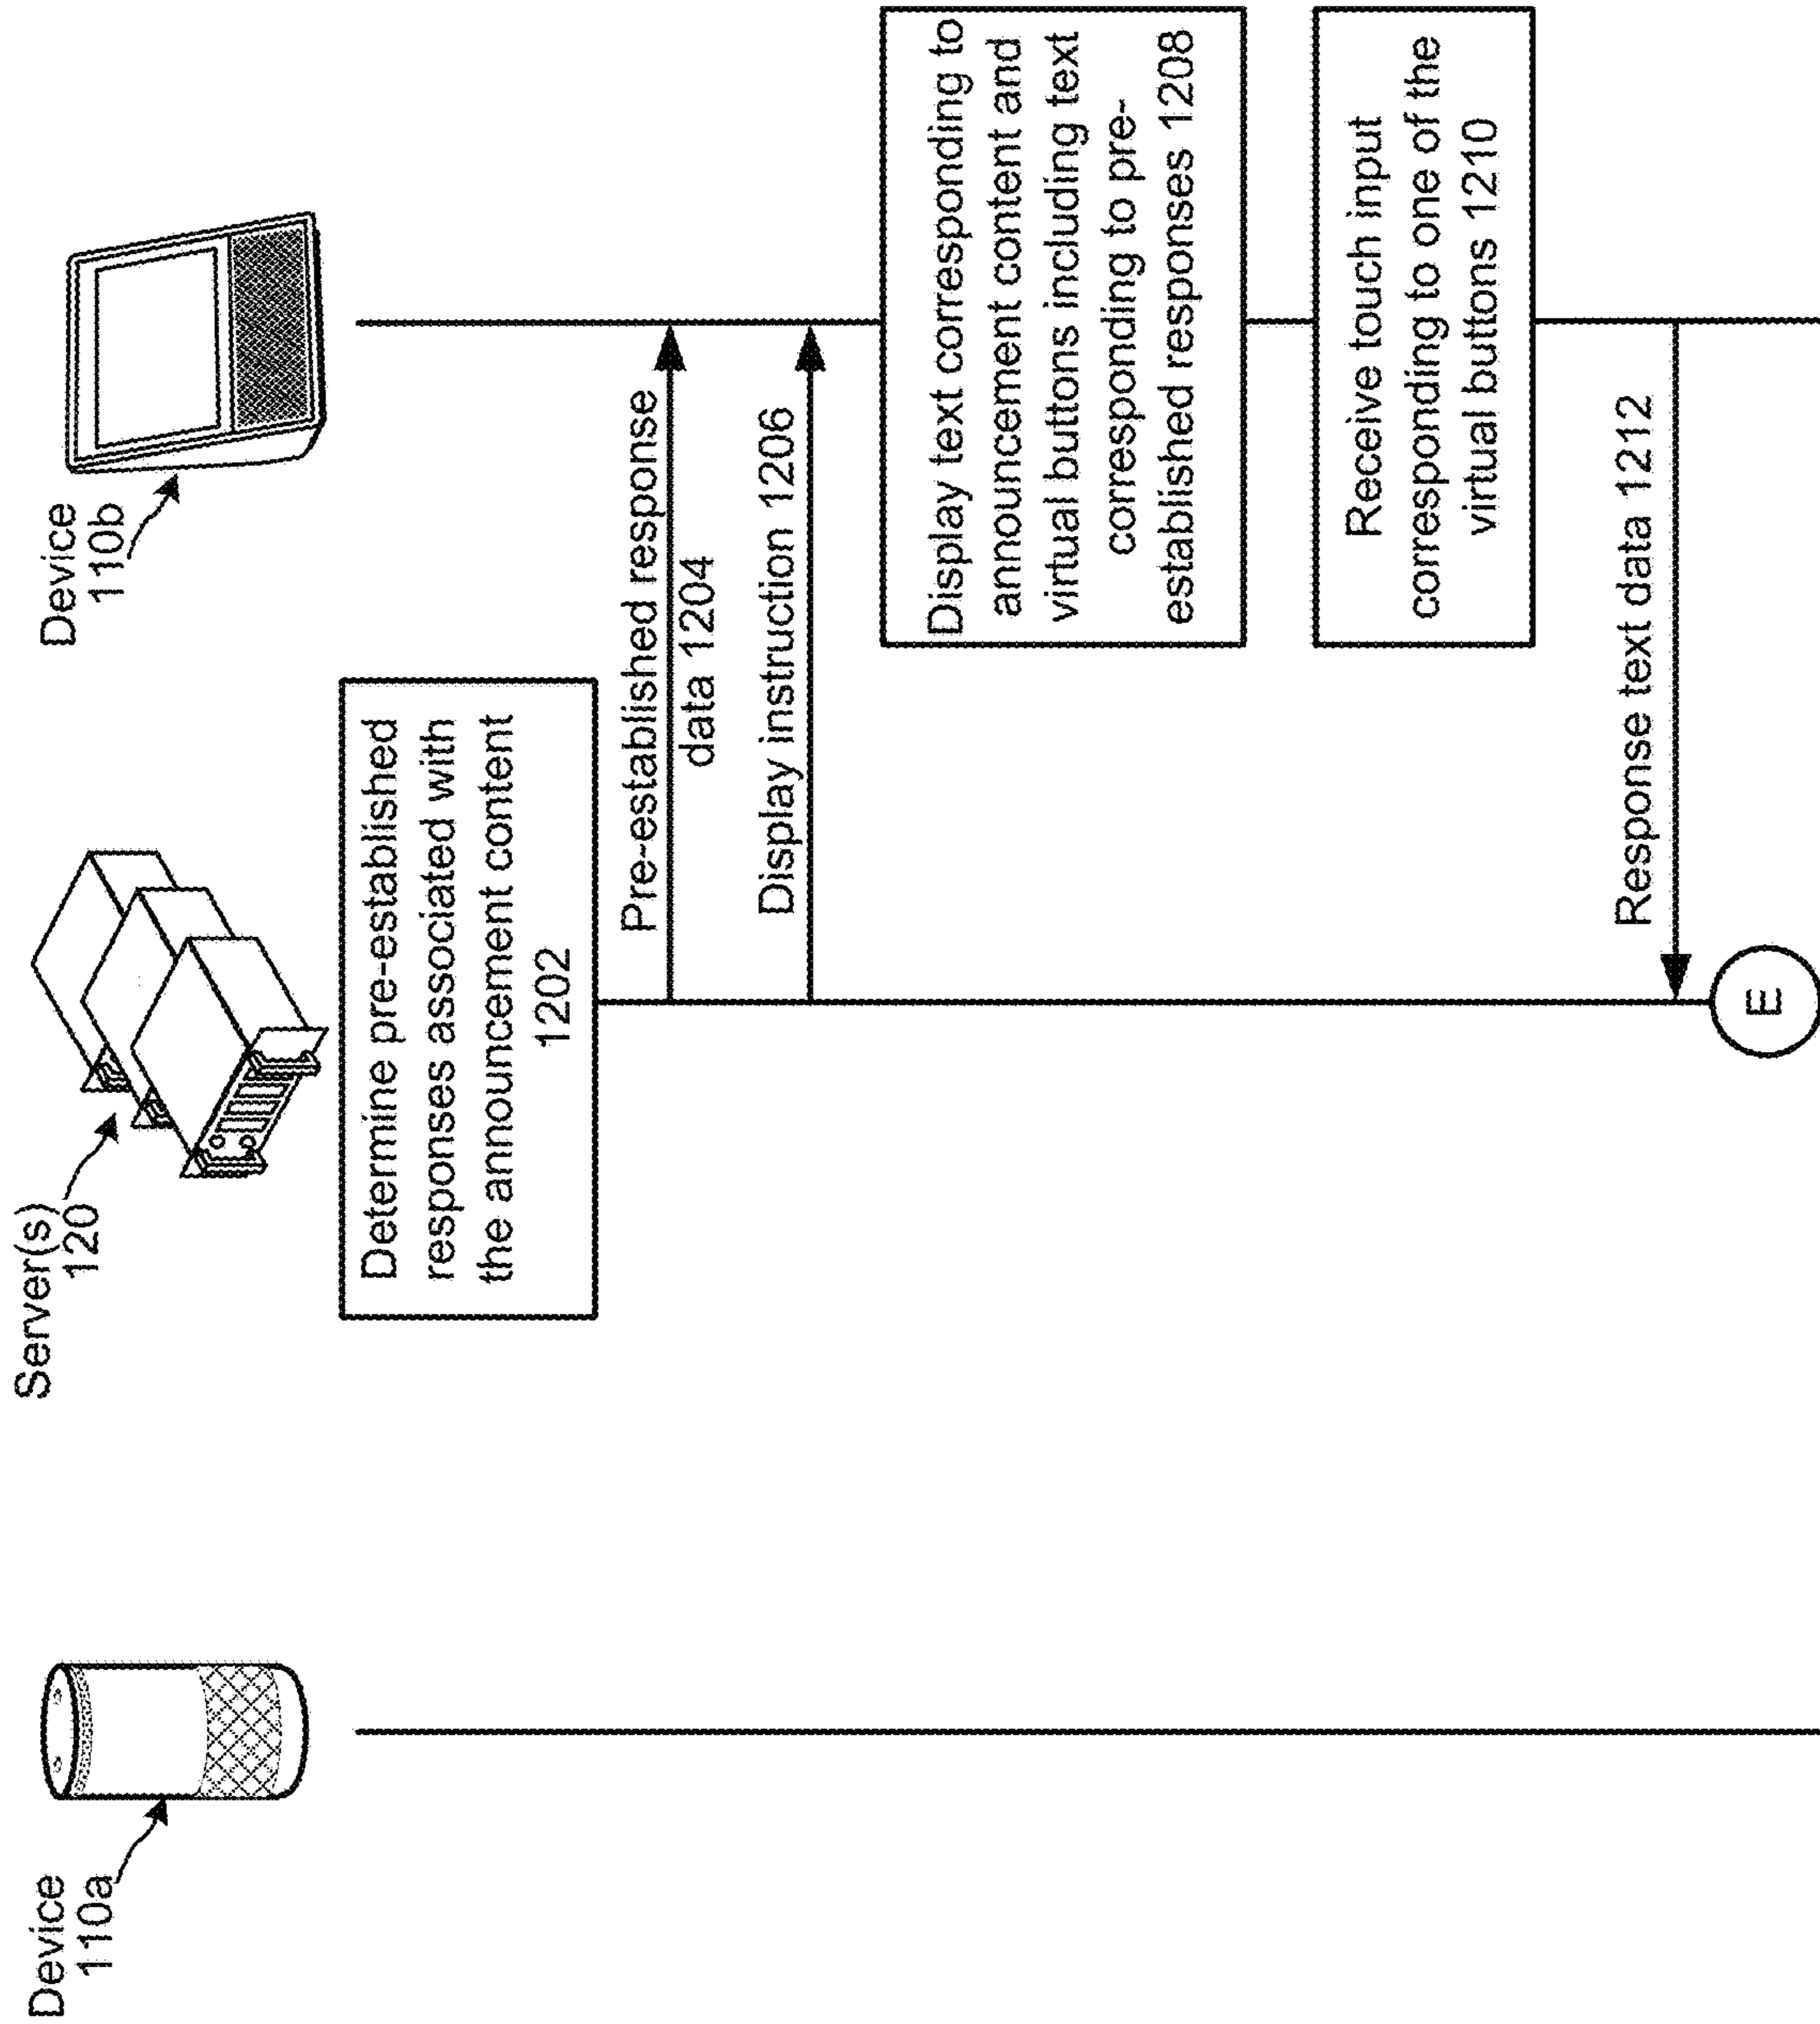 Device
110a
Server(s)
120
Device
110b
Determine pre-established
responses associated with
the announcement content
1202
Pre-established response
data 1204
Display instruction 1206
Display text corresponding to
announcement content and
virtual buttons including text
corresponding to pre-
established responses 1208
Receive touch input
corresponding to one of the
virtual buttons 1210
Response text data 1212
E